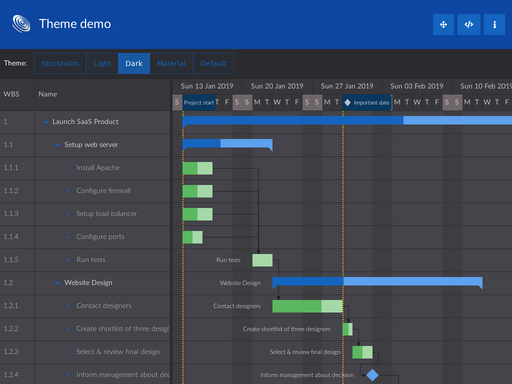 Theme demo
Theme: Stockholm Light Dark Material Default
WBS Name
Sun 13 Jan 2019 Sun 20 Jan 2019 Sun 27 Jan 2019 Sun 03 Feb 2019 Sun 10 Feb 2019
S Project start T F S S M T W T F S S M T Important date M T W T F S S M T W T
1 Launch SaaS Product
1.1 Setup web server
1.1.1 Install Apache
1.1.2 Configure firewall
1.1.3 Setup load balancer
1.1.4 Configure ports
1.1.5 Run tests Run tests
1.2 Website Design Website Design
1.2.1 Contact designers Contact designers
1.2.2 Create shortlist of three design Create shortlist of three designers
1.2.3 Select & review final design Select & review final design
1.2.4 Inform management about dec Inform management about decision